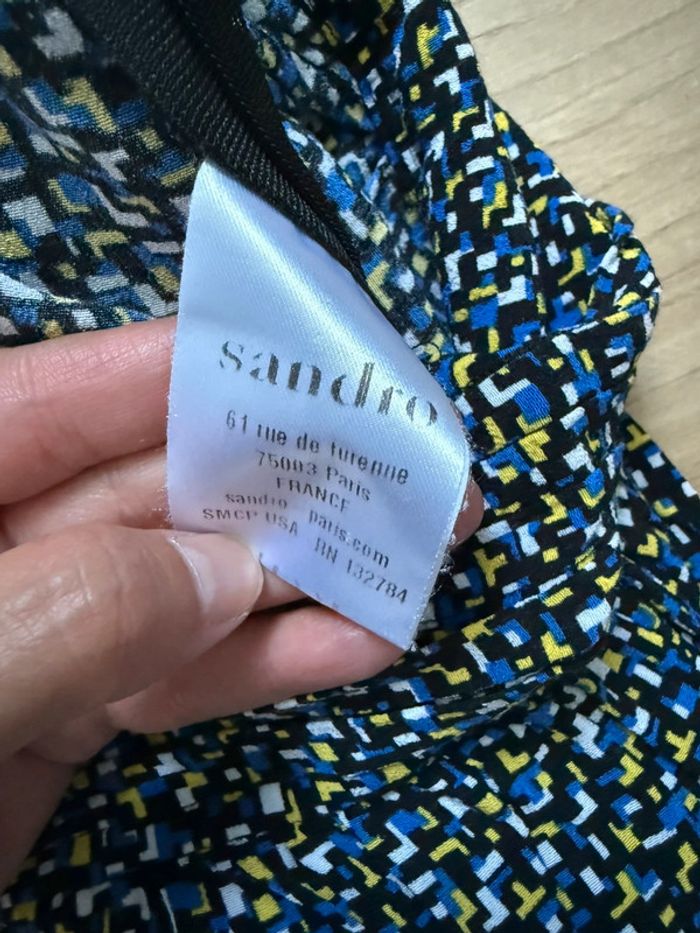 sandro
61 rue de turenne
75003 Paris
FRANCE
sandro paris.com
SMCP USA RN 132784